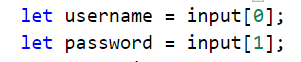 let username = input[0];
let password = input[1];